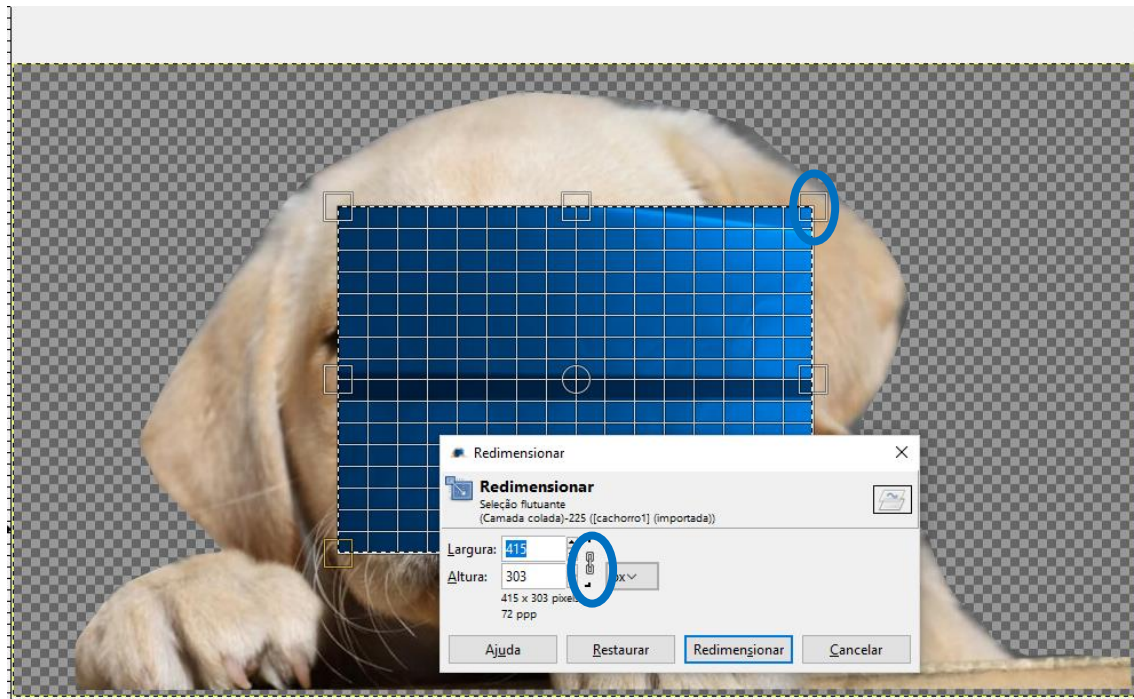 Redimensionar
Redimensionar
Seleção flutuante
(Camada colada)-225 ([cachorro1] (importada))
Largura: 415
Altura: 303
415 x 303
72 ppp
Ajuda Restaurar Redimensionar Cancelar